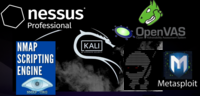 nessus
Professional
OpenVAS
NMAP
SCRIPTING
ENGINE
KALI
Metasploit
M